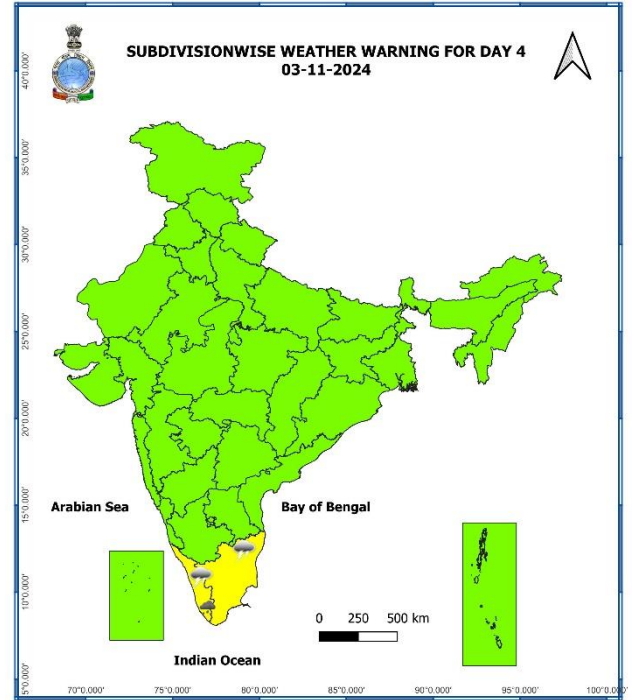 SUBDIVISIONWISE WEATHER WARNING FOR DAY 4
03-11-2024
40°0.000'
35°0.000'
30°0.000'
25°0.000'
20°0.000'
15°0.000'
10°0.000'
5°0.000'
Arabian Sea
Bay of Bengal
0 250 500 km
Indian Ocean
70°0.000' 75°0.000' 80°0.000' 85°0.000' 90°0.000' 95°0.000' 100°0.000'